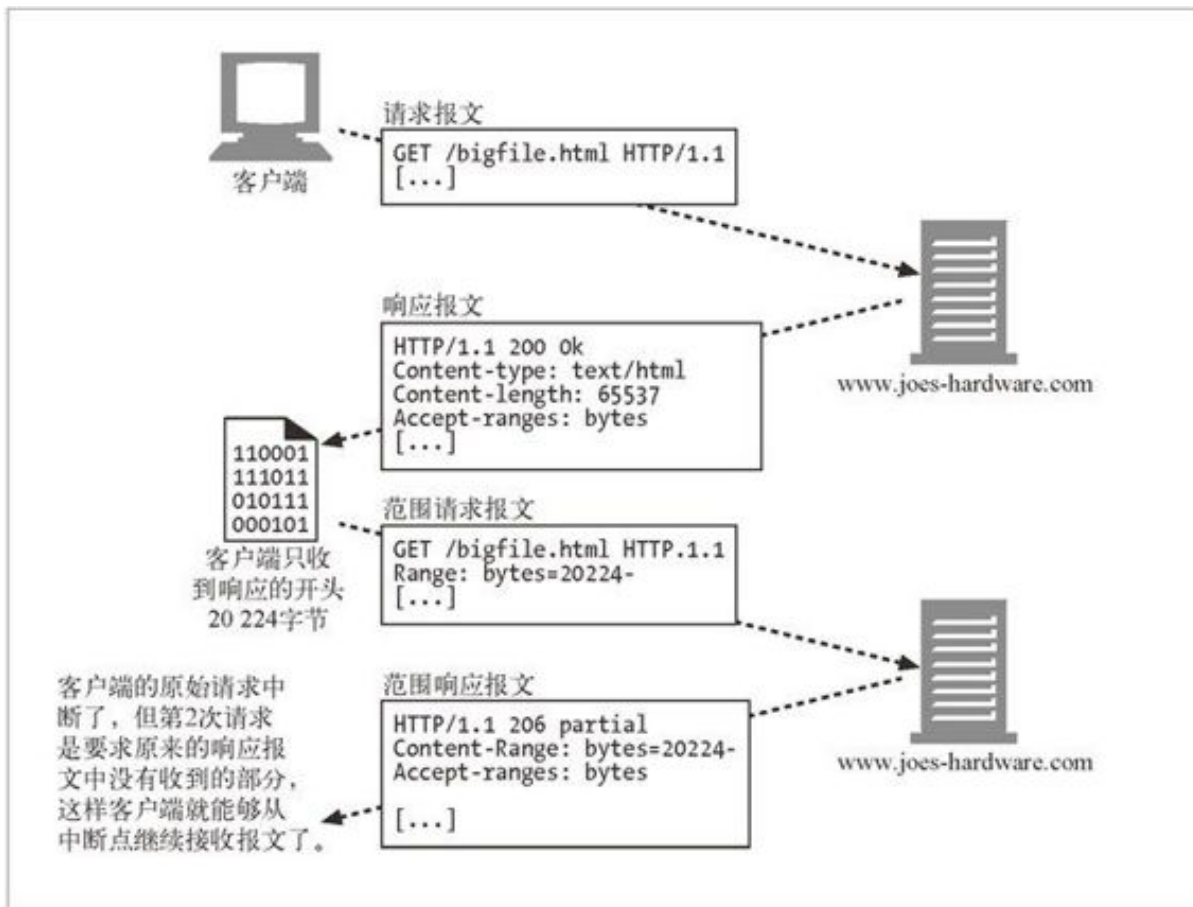 请求报文
GET /bigfile.html HTTP/1.1
[...]
客户端
响应报文
HTTP/1.1 200 Ok
Content-type: text/html
Content-length: 65537
Accept-ranges: bytes
[...]
www.joes-hardware.com
110001
111011
010111
000101
客户端只收
到响应的开头
20 224字节
范围请求报文
GET /bigfile.html HTTP.1.1
Range: bytes=20224-
[...]
客户端的原始请求中
断了，但第2次请求
是要求原来的响应报
文中没有收到的部分，
这样客户端就能够从
中断点继续接收报文了。
范围响应报文
HTTP/1.1 206 partial
Content-Range: bytes=20224-
Accept-ranges: bytes
[...]
www.joes-hardware.com